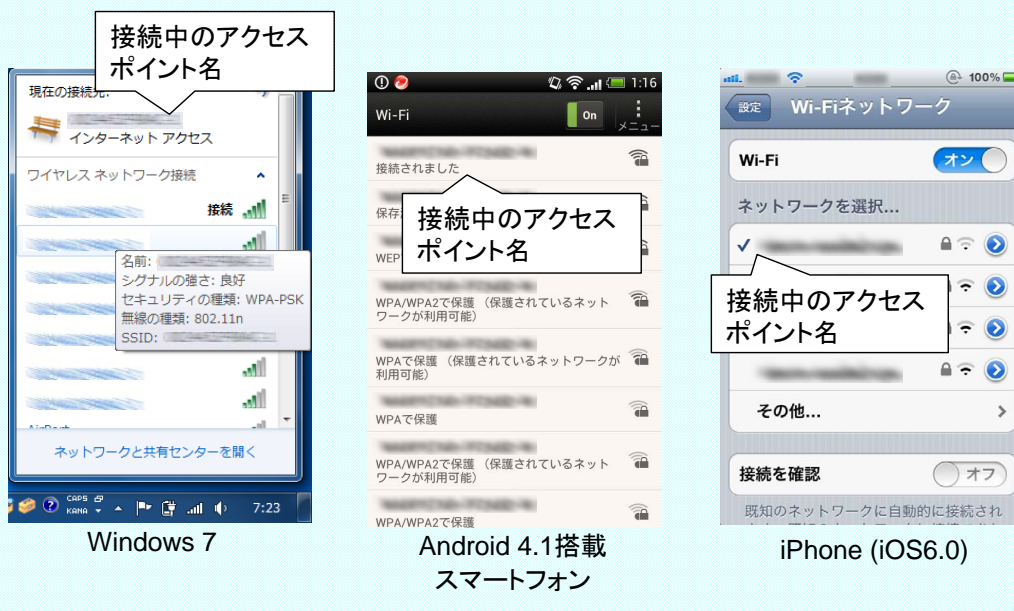 接続中のアクセス
ポイント名
現在の接続先:
インターネット アクセス
ワイヤレス ネットワーク接続
接続
名前:
シグナルの強さ: 良好
セキュリティの種類: WPA-PSK
無線の種類: 802.11n
SSID:
AirPort
ネットワークと共有センターを開く
CAPS
KANA
7:23
Windows 7
1:16
Wi-Fi
On
メニュー
接続されました
接続中のアクセス
ポイント名
WEP
WPA/WPA2で保護 （保護されているネット
ワークが利用可能）
WPAで保護 （保護されているネットワークが
利用可能）
WPAで保護
WPA/WPA2で保護 （保護されているネット
ワークが利用可能）
WPA/WPA2で保護
Android 4.1搭載
スマートフォン
100%
設定
Wi-Fiネットワーク
Wi-Fi
オン
ネットワークを選択...
接続中のアクセス
ポイント名
その他...
接続を確認
オフ
既知のネットワークに自動的に接続され
iPhone (iOS6.0)